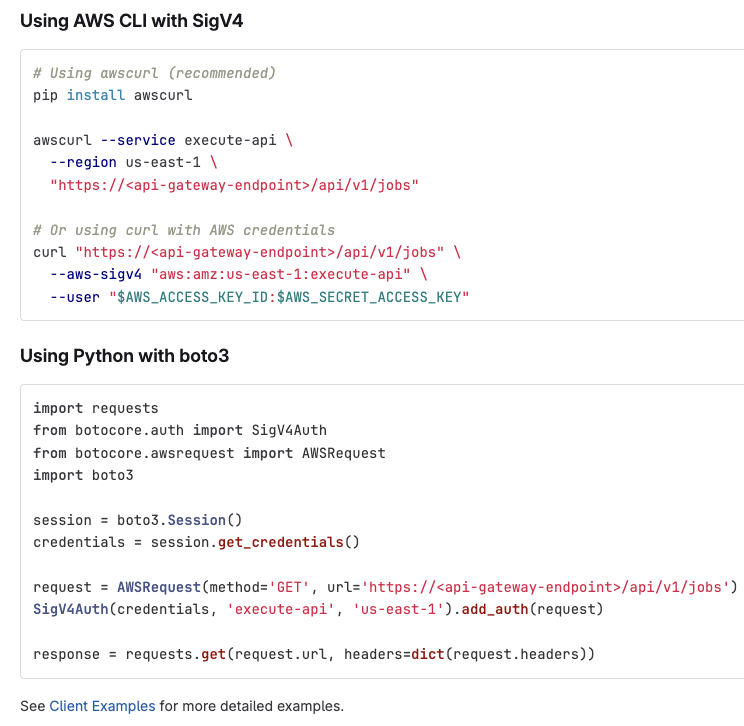 Using AWS CLI with SigV4
# Using awscurl (recommended)
pip install awscurl
awscurl --service execute-api \
--region us-east-1 \
"https://<api-gateway-endpoint>/api/v1/jobs"
# Or using curl with AWS credentials
curl "https://<api-gateway-endpoint>/api/v1/jobs" \
--aws-sigv4 "aws:amz:us-east-1:execute-api" \
--user "$AWS_ACCESS_KEY_ID:$AWS_SECRET_ACCESS_KEY"
Using Python with boto3
import requests
from botocore.auth import SigV4Auth
from botocore.awsrequest import AWSRequest
import boto3
session = boto3.Session()
credentials = session.get_credentials()
request = AWSRequest(method='GET', url='https://<api-gateway-endpoint>/api/v1/jobs')
SigV4Auth(credentials, 'execute-api', 'us-east-1').add_auth(request)
response = requests.get(request.url, headers=dict(request.headers))
See Client Examples for more detailed examples.